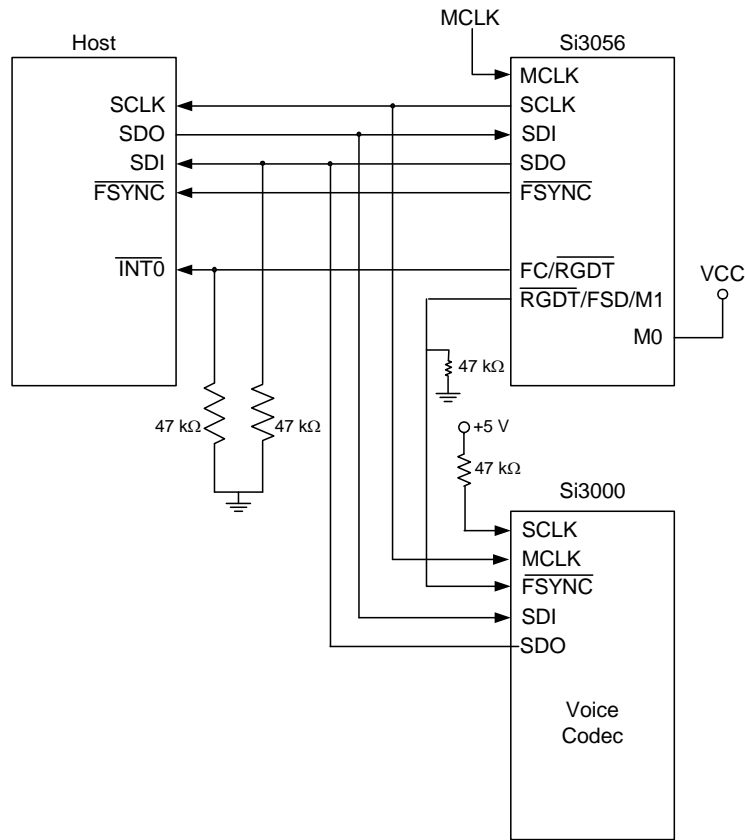 MCLK
Host
Si3056
MCLK
SCLK
SCLK
SDO
SDI
SDI
SDO
FSYNC
FSYNC
INT0
FC/RGDT
VCC
RGDT/FSD/M1
M0
47 kΩ
47 kΩ
47 kΩ
+5 V
47 kΩ
Si3000
SCLK
MCLK
FSYNC
SDI
SDO
Voice
Codec